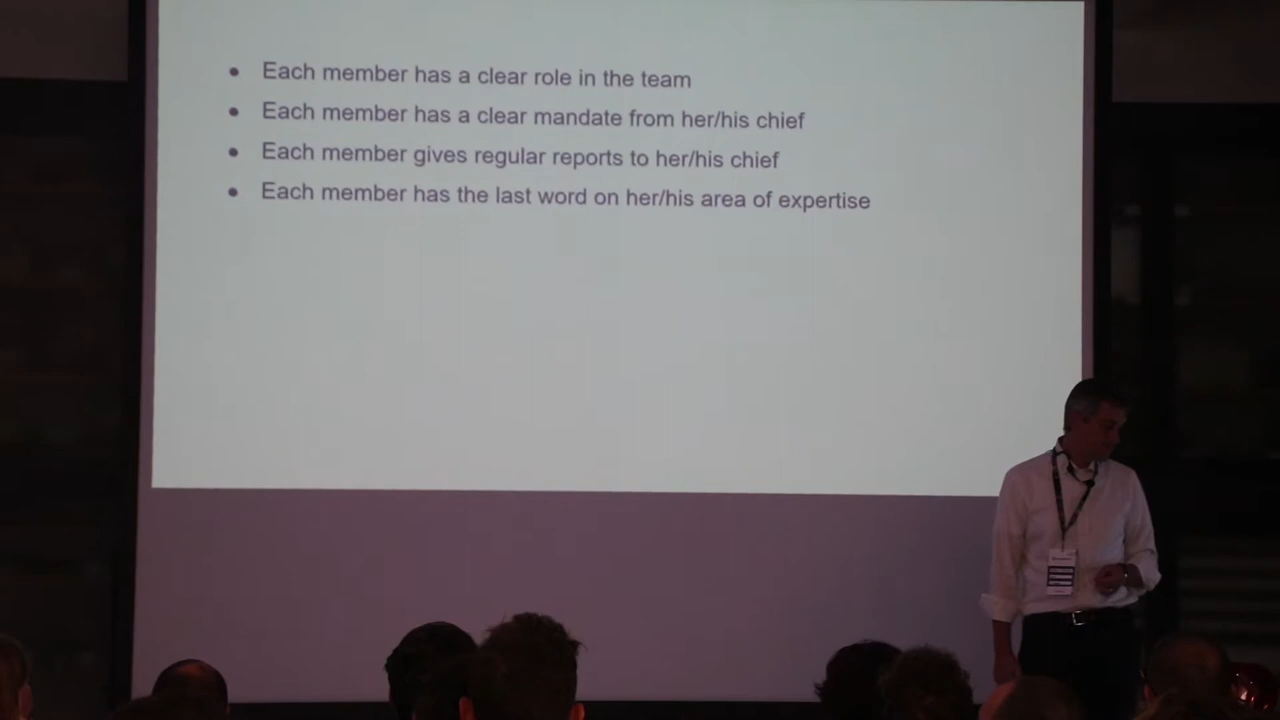 • Each member has a clear role in the team
• Each member has a clear mandate from her/his chief
• Each member gives regular reports to her/his chief
• Each member has the last word on her/his area of expertise